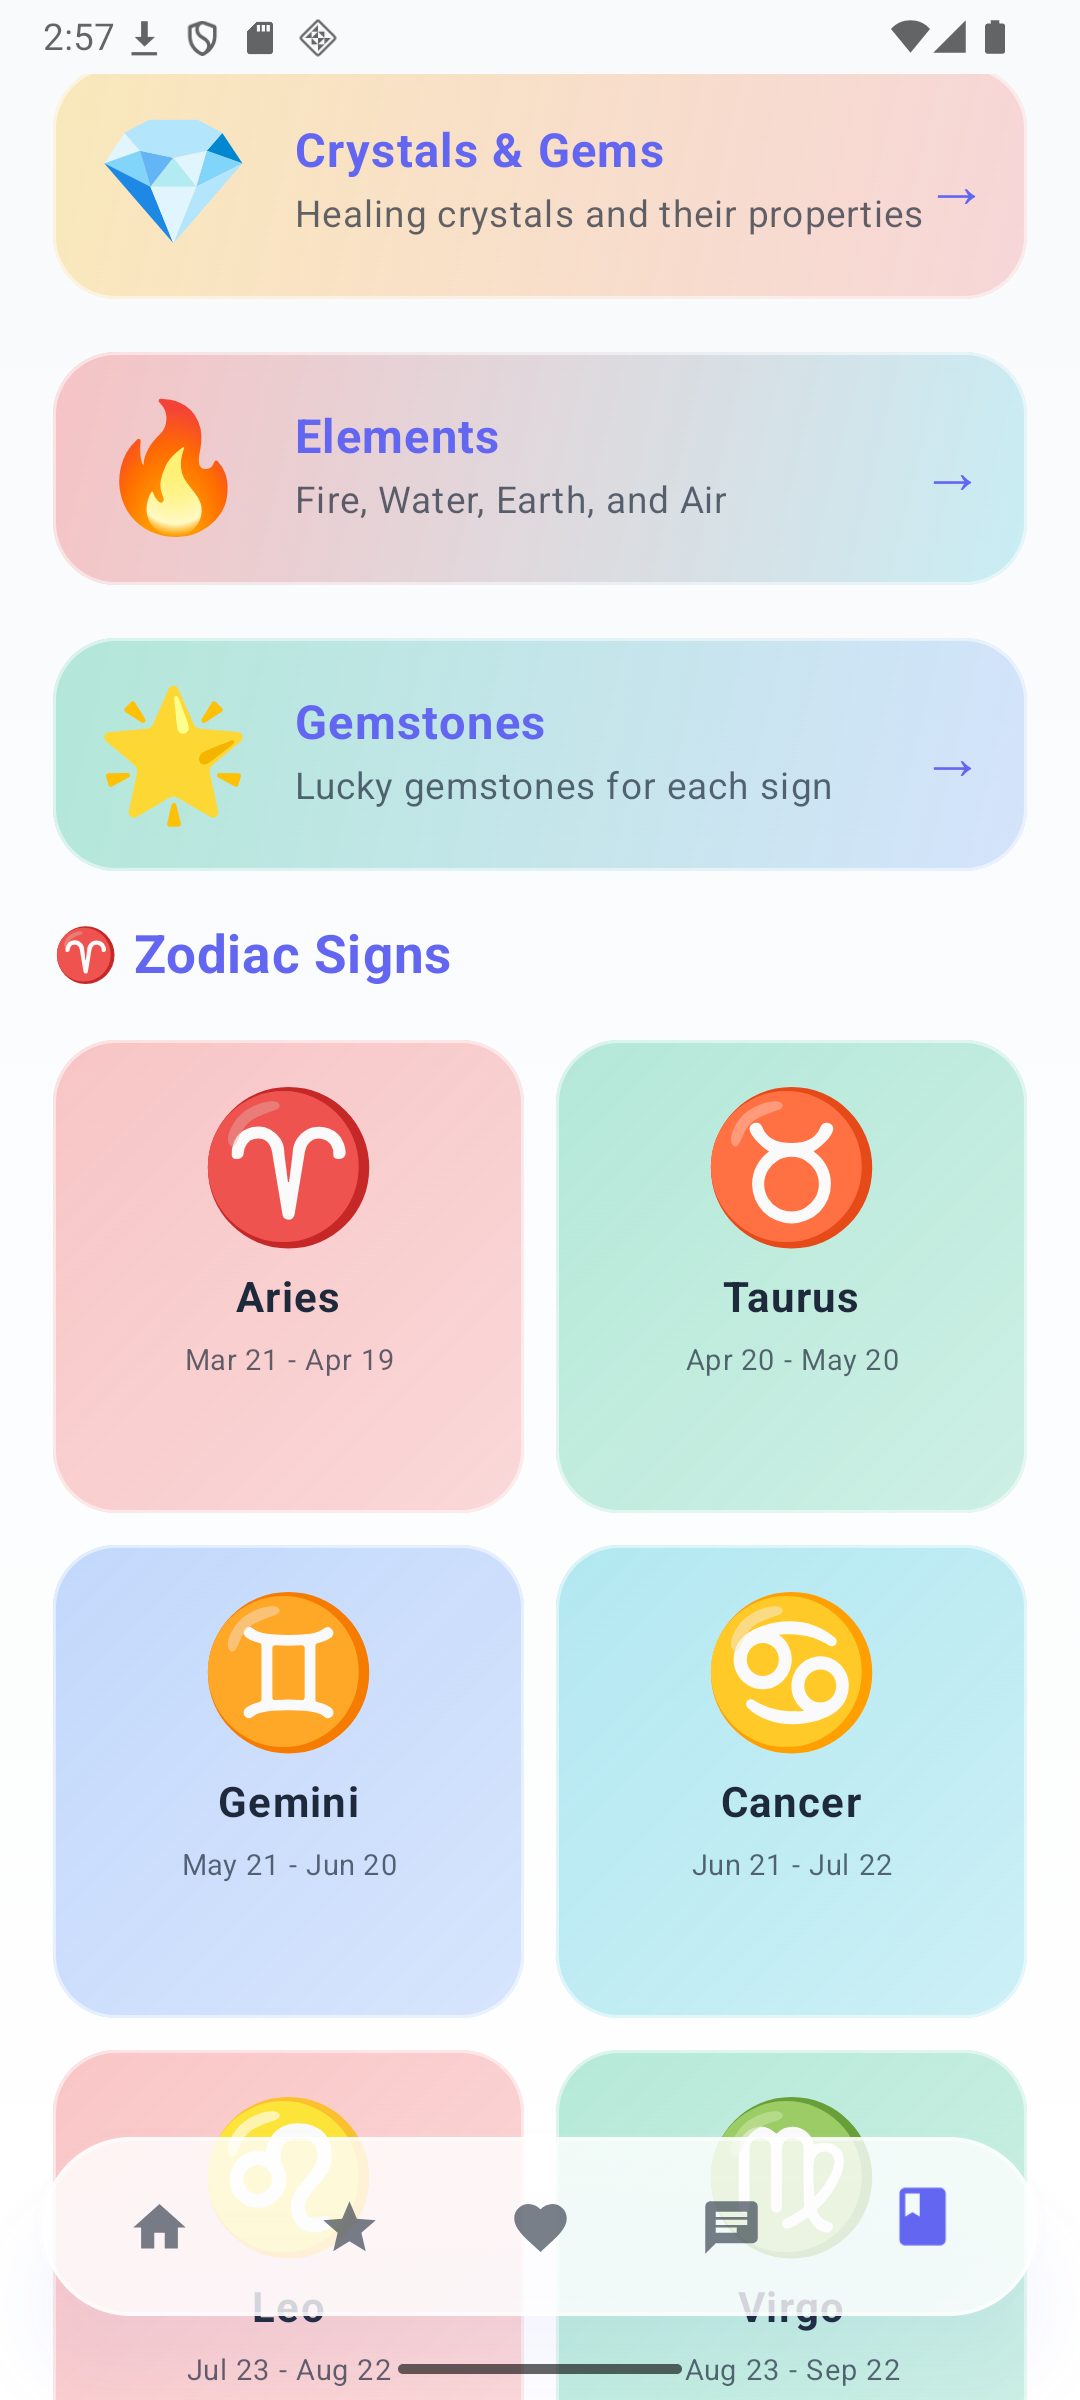 2:57
Crystals & Gems
Healing crystals and their properties →
Elements
Fire, Water, Earth, and Air →
Gemstones
Lucky gemstones for each sign →
♈ Zodiac Signs
Aries
Mar 21 - Apr 19
Taurus
Apr 20 - May 20
Gemini
May 21 - Jun 20
Cancer
Jun 21 - Jul 22
Leo
Jul 23 - Aug 22
Virgo
Aug 23 - Sep 22